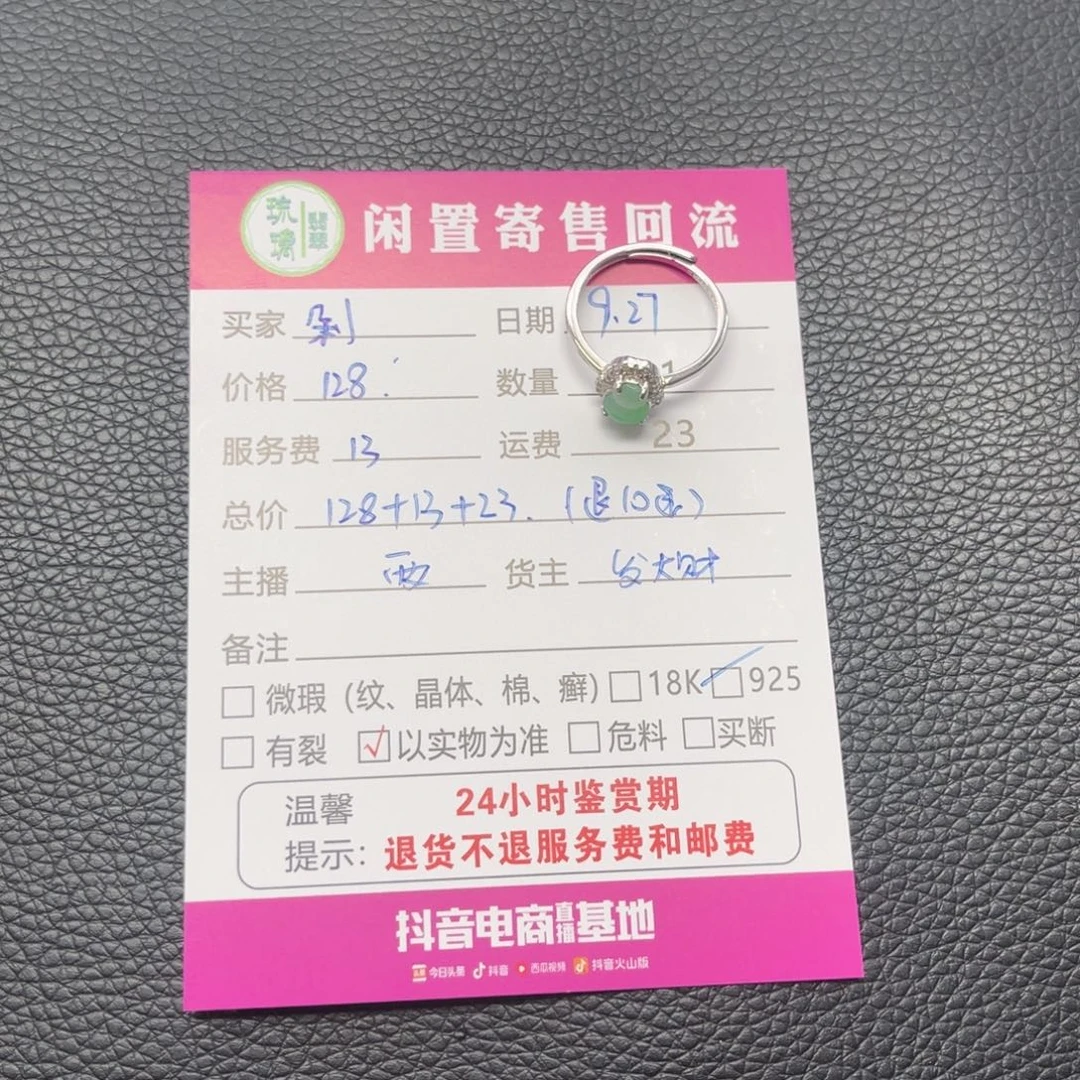 琉璃 翡翠 闲置寄售回流
买家 日期 9.27
价格 128. 数量 1
服务费 13 运费 23
总价 128+13+23.
主播 西 货主 发大财
备注
□ 微瑕（纹、晶体、棉、癣）□18K □925
□ 有裂 ☑以实物为准 □危料 □买断
温馨 24小时鉴赏期
提示：退货不退服务费和邮费
抖音电商直播基地
今日头条 抖音 西瓜视频 抖音火山版